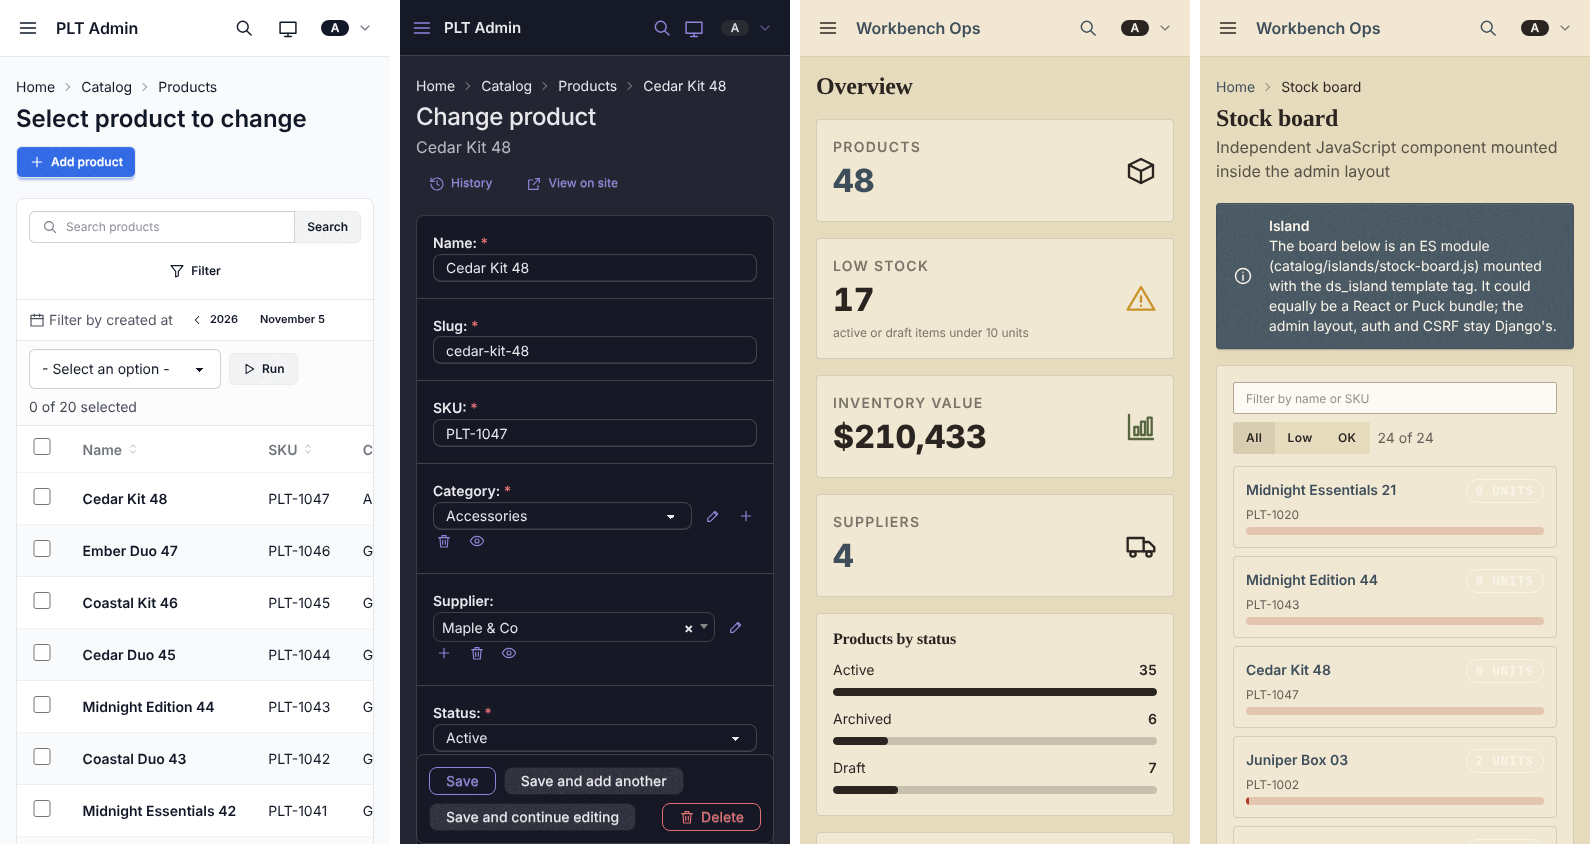 PLT Admin
A
Home > Catalog > Products
Select product to change
+ Add product
Search products
Search
Filter
Filter by created at
2026
November 5
- Select an option -
Run
0 of 20 selected
Name
SKU
C
Cedar Kit 48
PLT-1047
A
Ember Duo 47
PLT-1046
G
Coastal Kit 46
PLT-1045
G
Cedar Duo 45
PLT-1044
G
Midnight Edition 44
PLT-1043
G
Coastal Duo 43
PLT-1042
G
Midnight Essentials 42
PLT-1041
G
PLT Admin
A
Home > Catalog > Products > Cedar Kit 48
Change product
Cedar Kit 48
History
View on site
Name: *
Cedar Kit 48
Slug: *
cedar-kit-48
SKU: *
PLT-1047
Category: *
Accessories
Supplier:
Maple & Co
Status: *
Active
Save
Save and add another
Save and continue editing
Delete
Workbench Ops
A
Overview
PRODUCTS
48
LOW STOCK
17
active or draft items under 10 units
INVENTORY VALUE
$210,433
SUPPLIERS
4
Products by status
Active 35
Archived 6
Draft 7
Workbench Ops
A
Home > Stock board
Stock board
Independent JavaScript component mounted
inside the admin layout
Island
The board below is an ES module
(catalog/islands/stock-board.js) mounted
with the ds_island template tag. It could
equally be a React or Puck bundle; the
admin layout, auth and CSRF stay Django's.
Filter by name or SKU
All
Low
OK
24 of 24
Midnight Essentials 21
0 UNITS
PLT-1020
Midnight Edition 44
0 UNITS
PLT-1043
Cedar Kit 48
0 UNITS
PLT-1047
Juniper Box 03
2 UNITS
PLT-1002